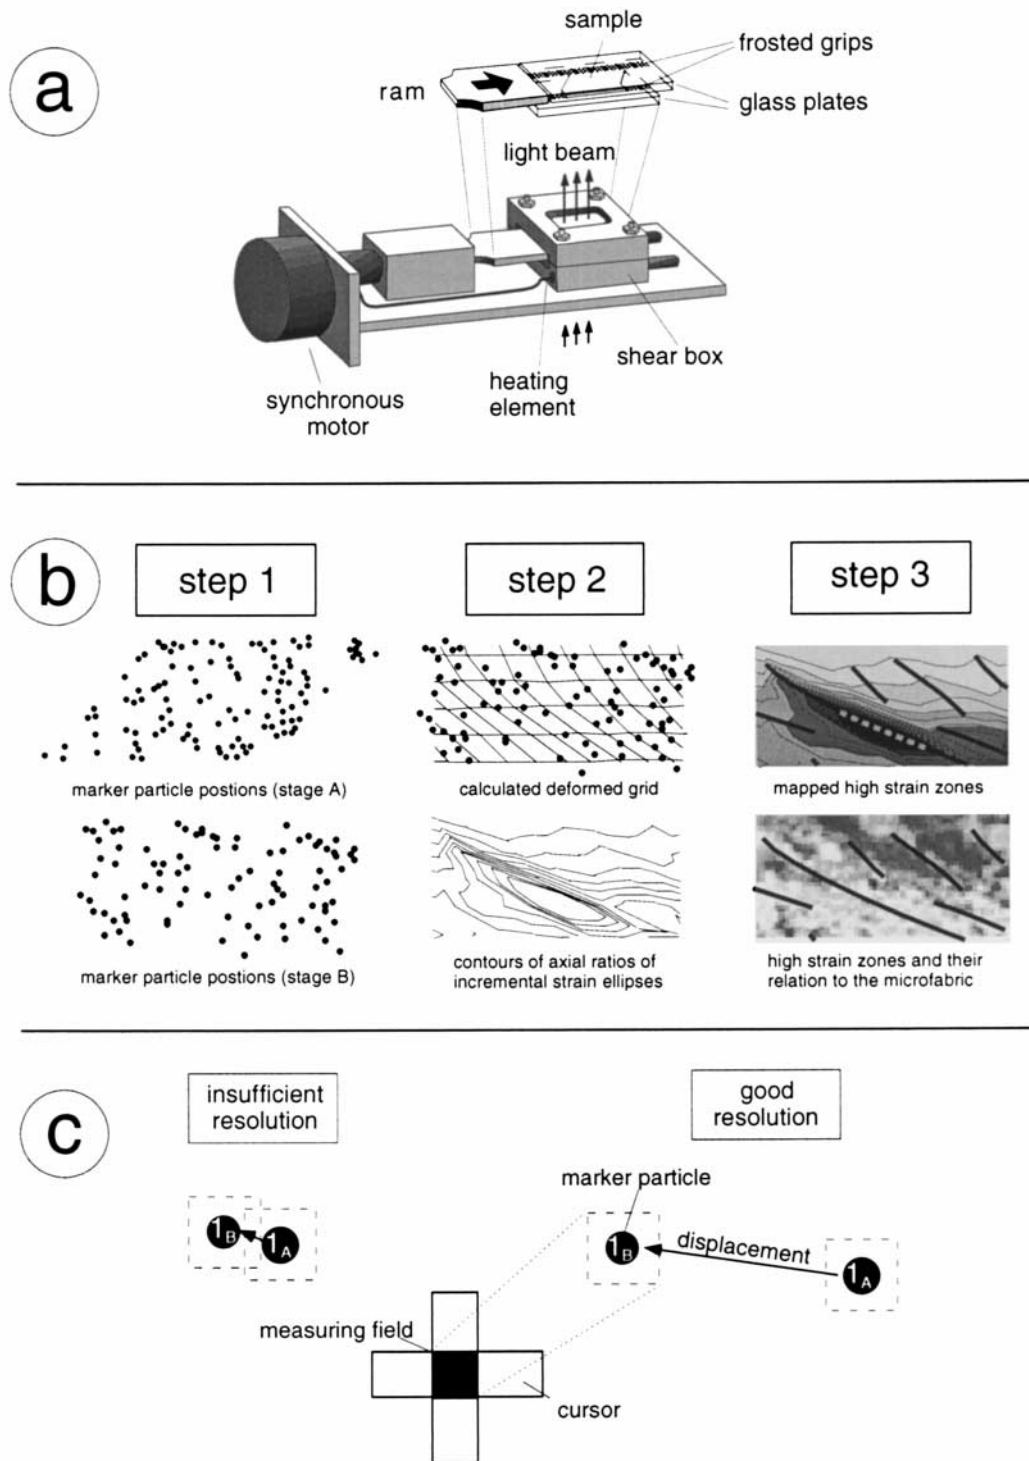 a
sample
frosted grips
ram
glass plates
light beam
shear box
heating
element
synchronous
motor
b
step 1
step 2
step 3
marker particle postions (stage A)
calculated deformed grid
mapped high strain zones
marker particle postions (stage B)
contours of axial ratios of
incremental strain ellipses
high strain zones and their
relation to the microfabric
c
insufficient
resolution
good
resolution
marker particle
1B
1A
1B
displacement
1A
measuring field
cursor